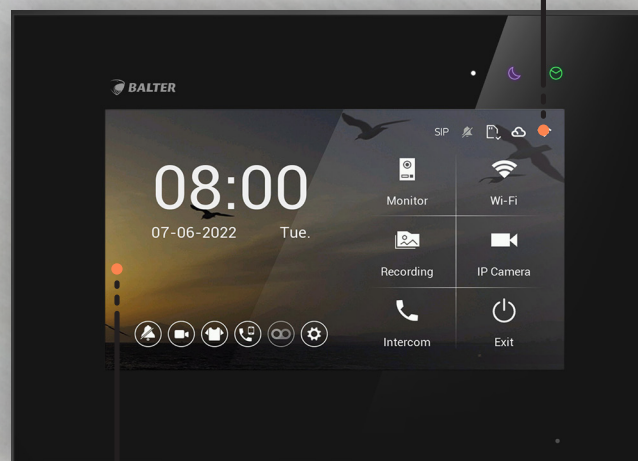 BALTER
SIP
08:00
07-06-2022 Tue.
Monitor Wi-Fi
Recording IP Camera
Intercom Exit